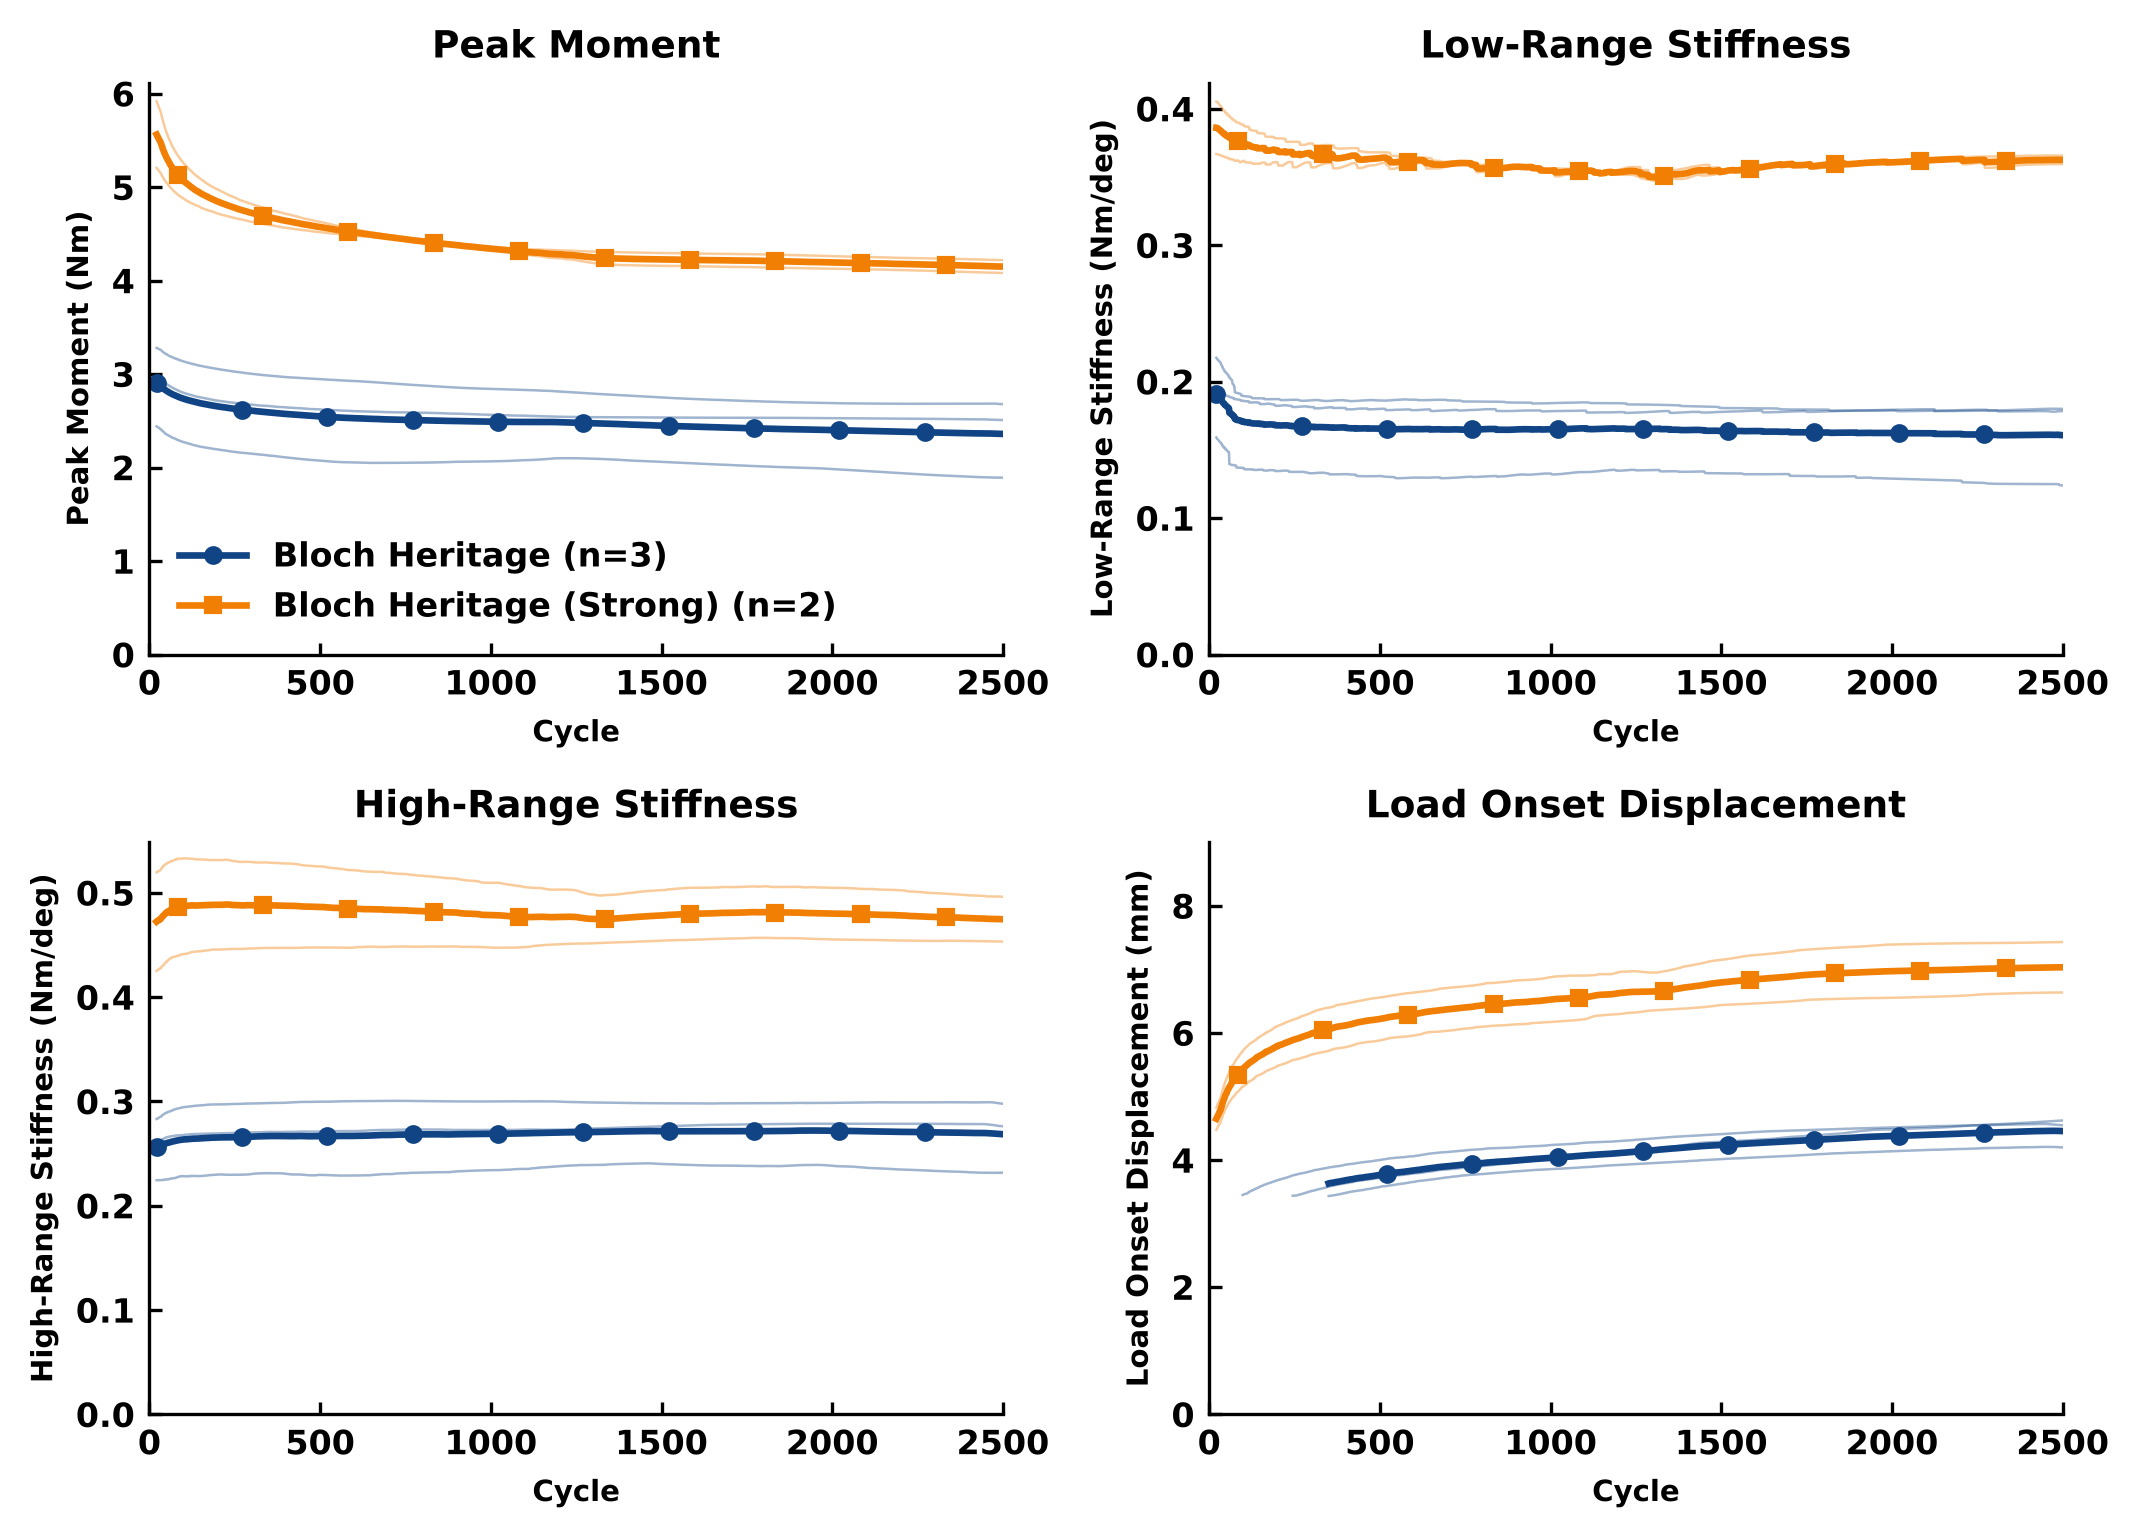 Peak Moment
Peak Moment (Nm)
6
5
4
3
2
1
0
Bloch Heritage (n=3)
Bloch Heritage (Strong) (n=2)
0 500 1000 1500 2000 2500
Cycle
Low-Range Stiffness
Low-Range Stiffness (Nm/deg)
0.4
0.3
0.2
0.1
0.0
0 500 1000 1500 2000 2500
Cycle
High-Range Stiffness
High-Range Stiffness (Nm/deg)
0.5
0.4
0.3
0.2
0.1
0.0
0 500 1000 1500 2000 2500
Cycle
Load Onset Displacement
Load Onset Displacement (mm)
8
6
4
2
0
0 500 1000 1500 2000 2500
Cycle